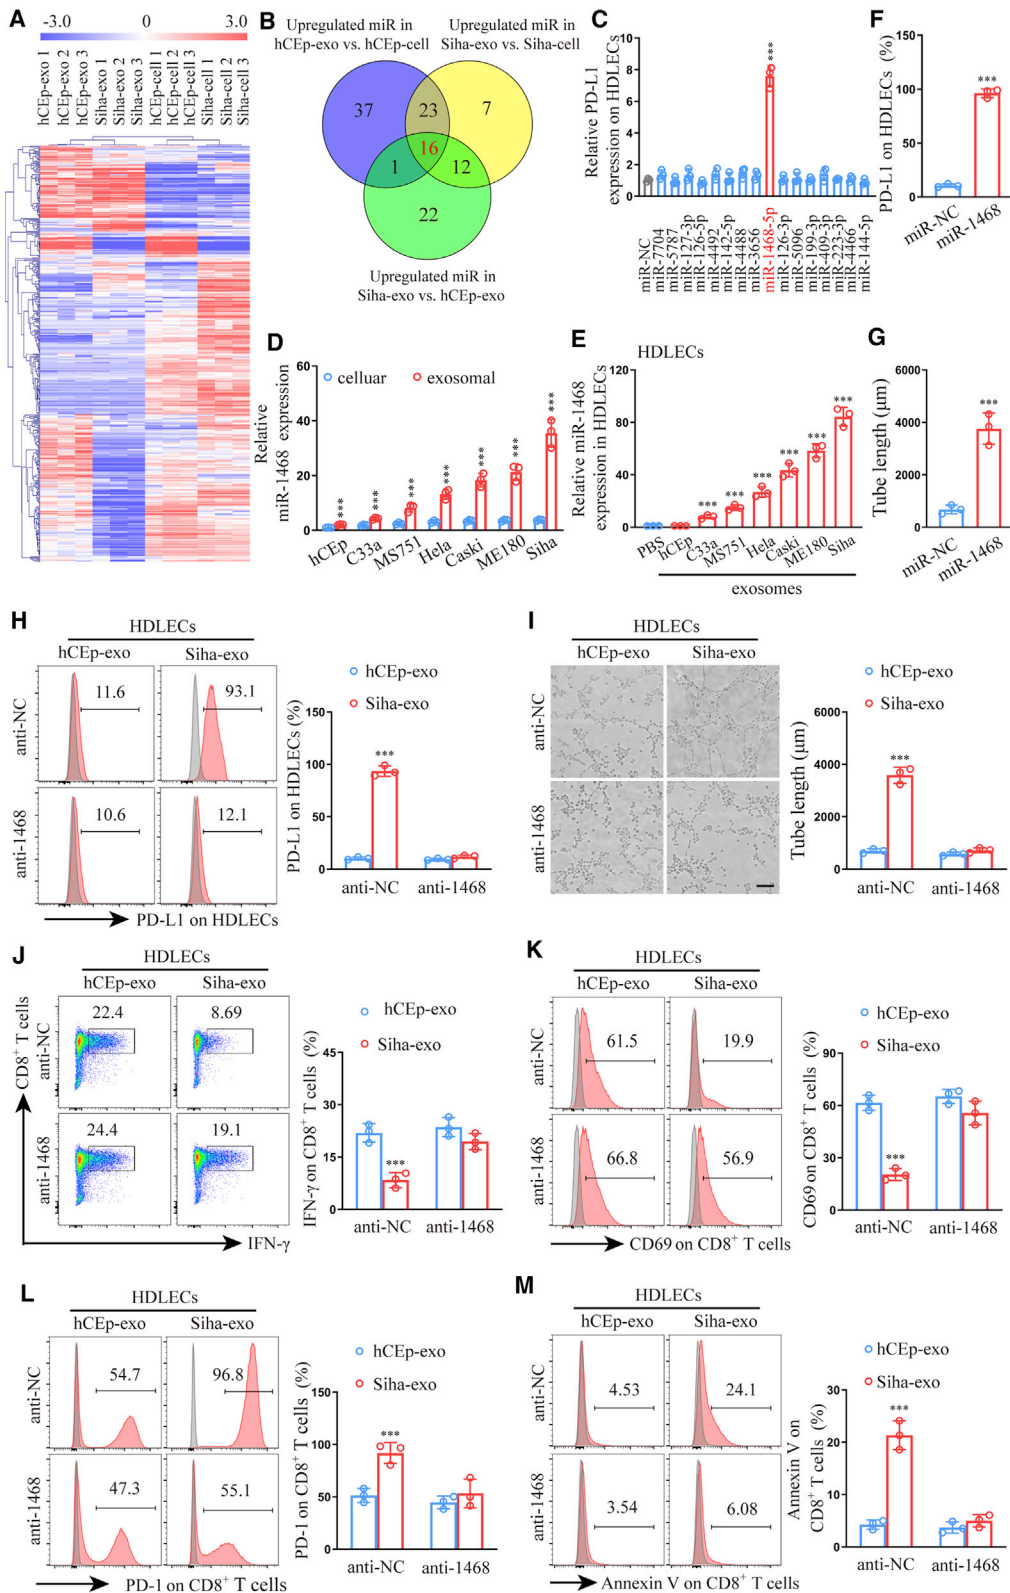 A
-3.0 0 3.0
hCEp-exo 1
hCEp-exo 2
hCEp-exo 3
Siha-exo 1
Siha-exo 2
Siha-exo 3
hCEp-cell 1
hCEp-cell 2
hCEp-cell 3
Siha-cell 1
Siha-cell 2
Siha-cell 3
B
Upregulated miR in
hCEp-exo vs. hCEp-cell
Upregulated miR in
Siha-exo vs. Siha-cell
37 23 7
16
1 12
22
Upregulated miR in
Siha-exo vs. hCEp-exo
C
Relative PD-L1
expression on HDLECs
10
8
6
4
2
0
***
miR-NC
miR-7704
miR-5787
miR-127-3p
miR-126-5p
miR-4492
miR-142-5p
miR-4488
miR-3656
miR-1468-5p
miR-126-3p
miR-5096
miR-199-3p
miR-409-3p
miR-223-3p
miR-4466
miR-144-5p
F
PD-L1 on HDLECs (%)
150
100
50
0
***
miR-NC
miR-1468
D
Relative
miR-1468 expression
60
40
20
0
celluar exosomal
*** *** *** *** *** *** ***
hCEp
C33a
MS751
Hela
Caski
ME180
Siha
E
HDLECs
Relative miR-1468
expression in HDLECs
120
80
40
0
*** *** *** *** *** ***
PBS
hCEp
C33a
MS751
Hela
Caski
ME180
Siha
exosomes
G
Tube length (μm)
6000
4000
2000
0
***
miR-NC
miR-1468
H
HDLECs
hCEp-exo Siha-exo
anti-NC
11.6 93.1
anti-1468
10.6 12.1
PD-L1 on HDLECs
hCEp-exo
Siha-exo
PD-L1 on HDLECs (%)
150
100
50
0
***
anti-NC anti-1468
I
HDLECs
hCEp-exo Siha-exo
anti-NC
anti-1468
hCEp-exo
Siha-exo
Tube length (μm)
6000
4000
2000
0
***
anti-NC anti-1468
J
HDLECs
hCEp-exo Siha-exo
CD8+ T cells
anti-NC
22.4 8.69
anti-1468
24.4 19.1
IFN-γ
hCEp-exo
Siha-exo
IFN-γ on CD8+ T cells (%)
45
30
15
0
***
anti-NC anti-1468
K
HDLECs
hCEp-exo Siha-exo
anti-NC
61.5 19.9
anti-1468
66.8 56.9
CD69 on CD8+ T cells
hCEp-exo
Siha-exo
CD69 on CD8+ T cells (%)
90
60
30
0
***
anti-NC anti-1468
L
HDLECs
hCEp-exo Siha-exo
anti-NC
54.7 96.8
anti-1468
47.3 55.1
PD-1 on CD8+ T cells
hCEp-exo
Siha-exo
PD-1 on CD8+ T cells (%)
150
100
50
0
***
anti-NC anti-1468
M
HDLECs
hCEp-exo Siha-exo
anti-NC
4.53 24.1
anti-1468
3.54 6.08
Annexin V on CD8+ T cells
hCEp-exo
Siha-exo
Annexin V on
CD8+ T cells (%)
30
20
10
0
***
anti-NC anti-1468